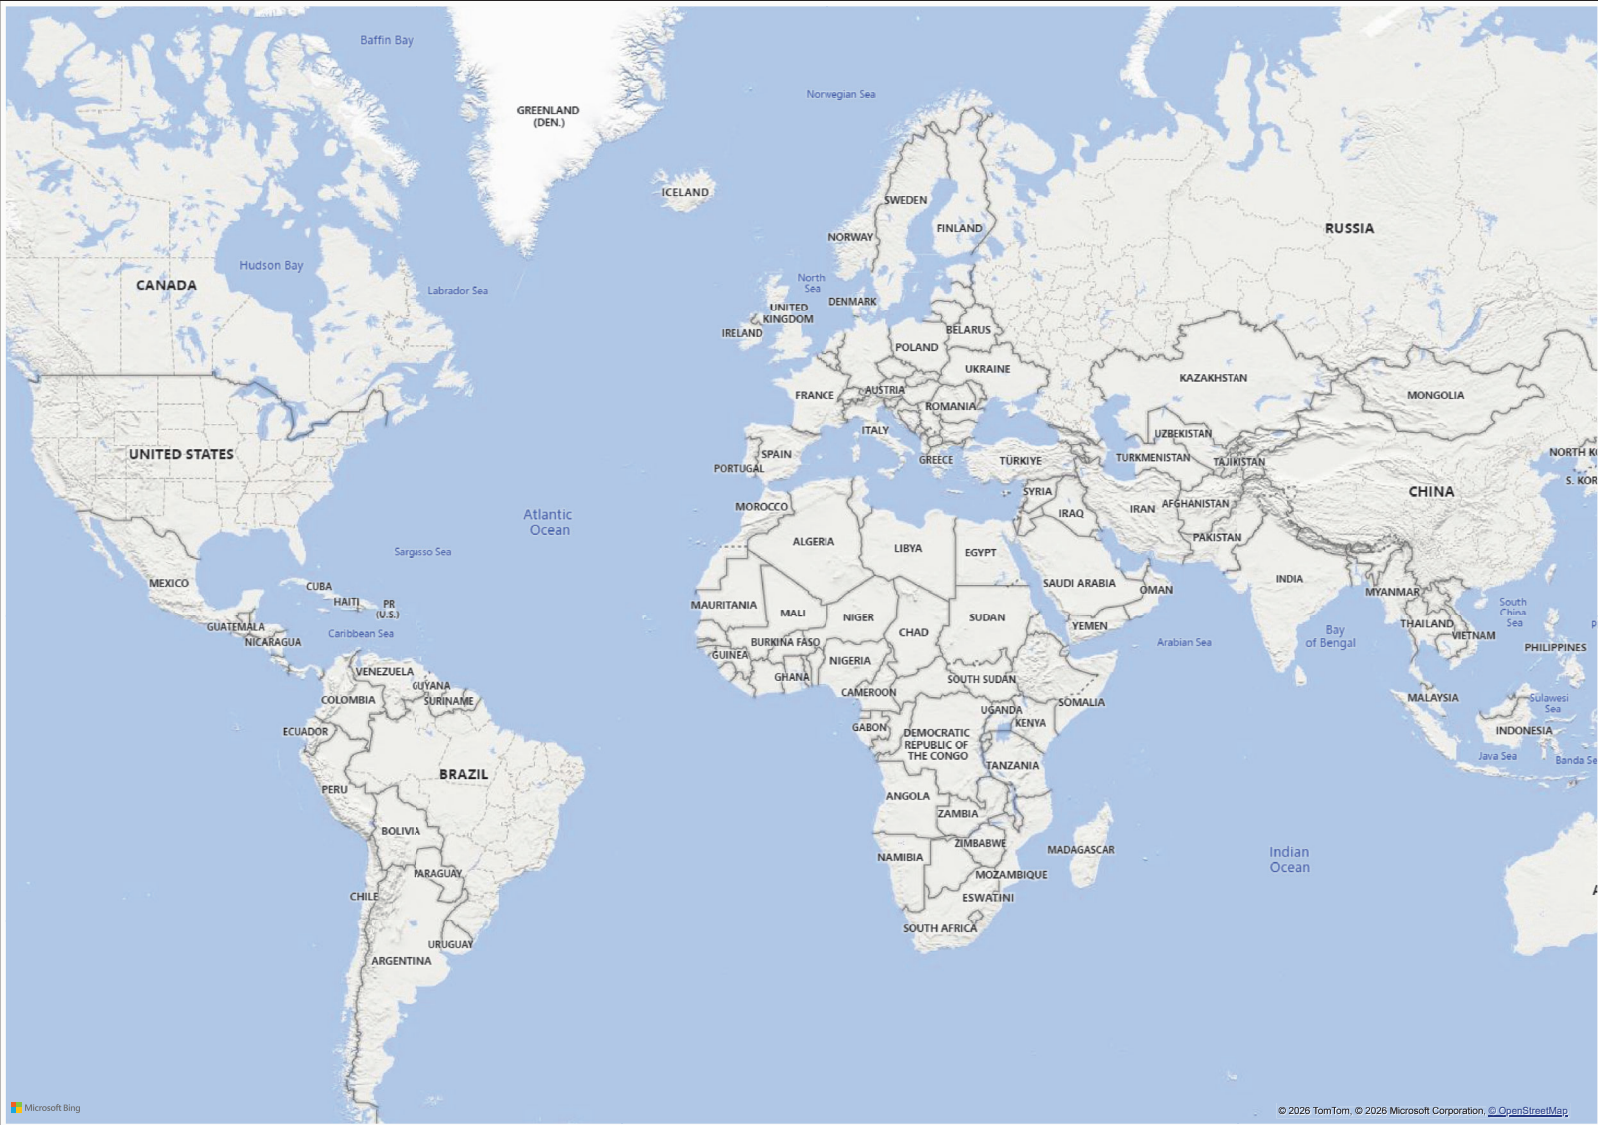 Baffin Bay
GREENLAND
(DEN.)
Norwegian Sea
ICELAND
SWEDEN
FINLAND
NORWAY
RUSSIA
Hudson Bay
CANADA
Labrador Sea
North
Sea
DENMARK
UNITED
KINGDOM
IRELAND
BELARUS
POLAND
UKRAINE
KAZAKHSTAN
MONGOLIA
AUSTRIA
FRANCE
ROMANIA
ITALY
UZBEKISTAN
UNITED STATES
SPAIN
PORTUGAL
GREECE
TÜRKIYE
TURKMENISTAN
TAJIKISTAN
NORTH KO
S. KOR
CHINA
SYRIA
MOROCCO
IRAQ
IRAN
AFGHANISTAN
Atlantic
Ocean
ALGERIA
LIBYA
EGYPT
PAKISTAN
Sargasso Sea
MEXICO
CUBA
HAITI
PR
(U.S.)
SAUDI ARABIA
OMAN
INDIA
MYANMAR
MAURITANIA
MALI
NIGER
CHAD
SUDAN
YEMEN
THAILAND
VIETNAM
South
China
Sea
GUATEMALA
NICARAGUA
Caribbean Sea
BURKINA FASO
GUINEA
GHANA
NIGERIA
Arabian Sea
Bay
of Bengal
PHILIPPINES
P
VENEZUELA
GUYANA
SURINAME
COLOMBIA
CAMEROON
SOUTH SUDAN
SOMALIA
MALAYSIA
Sulawesi
Sea
ECUADOR
GABON
UGANDA
KENYA
DEMOCRATIC
REPUBLIC OF
THE CONGO
INDONESIA
Java Sea
Banda Se
BRAZIL
PERU
TANZANIA
ANGOLA
ZAMBIA
BOLIVIA
ZIMBABWE
NAMIBIA
MADAGASCAR
Indian
Ocean
PARAGUAY
MOZAMBIQUE
CHILE
ESWATINI
A
SOUTH AFRICA
URUGUAY
ARGENTINA
Microsoft Bing
© 2026 TomTom, © 2026 Microsoft Corporation, © OpenStreetMap